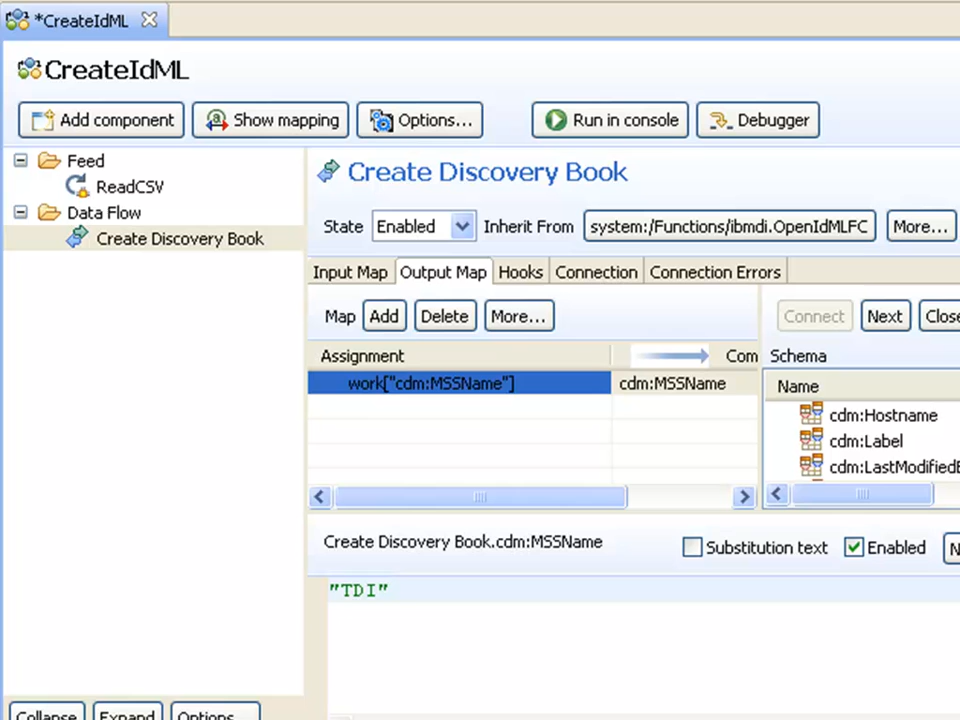 *CreateIdML
CreateIdML
Add component Show mapping Options... Run in console Debugger
Feed
ReadCSV
Data Flow
Create Discovery Book
Create Discovery Book
State Enabled Inherit From system:/Functions/ibmdi.OpenIdMLFC More...
Input Map Output Map Hooks Connection Connection Errors
Map Add Delete More...
Assignment Com
work["cdm:MSSName"] cdm:MSSName
Connect Next Close
Schema
Name
cdm:Hostname
cdm:Label
cdm:LastModifiedB
Create Discovery Book.cdm:MSSName Substitution text Enabled N
"TDI"
Collapse Expand Options...